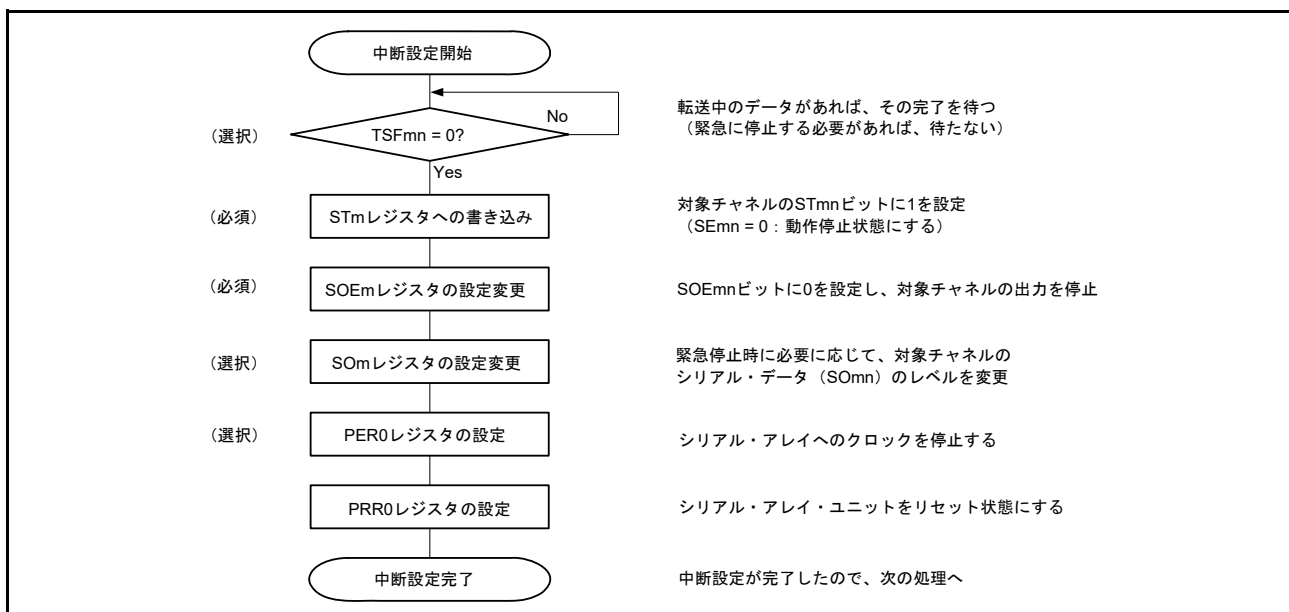 中断設定開始
転送中のデータがあれば、その完了を待つ
No
（緊急に停止する必要があれば、待たない）
（選択）
TSFmn = 0?
Yes
対象チャネルのSTmnビットに1を設定
（必須）
STmレジスタへの書き込み
（SEmn = 0：動作停止状態にする）
（必須）
SOEmレジスタの設定変更
SOEmnビットに0を設定し、対象チャネルの出力を停止
緊急停止時に必要に応じて、対象チャネルの
（選択）
SOmレジスタの設定変更
シリアル・データ（SOmn）のレベルを変更
（選択）
PER0レジスタの設定
シリアル・アレイへのクロックを停止する
PRR0レジスタの設定
シリアル・アレイ・ユニットをリセット状態にする
中断設定完了
中断設定が完了したので、次の処理へ